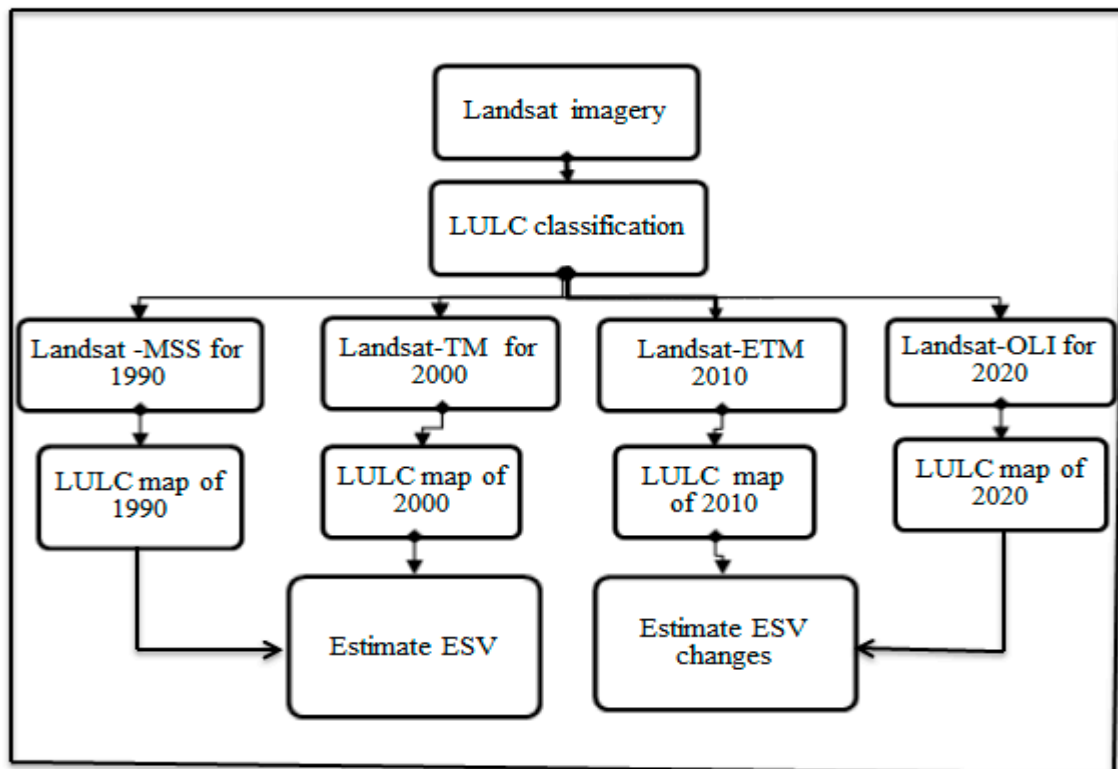 Landsat imagery
LULC classification
Landsat -MSS for
1990
Landsat-TM for
2000
Landsat-ETM
2010
Landsat-OLI for
2020
LULC map of
1990
LULC map of
2000
LULC map
of 2010
LULC map of
2020
Estimate ESV
Estimate ESV
changes